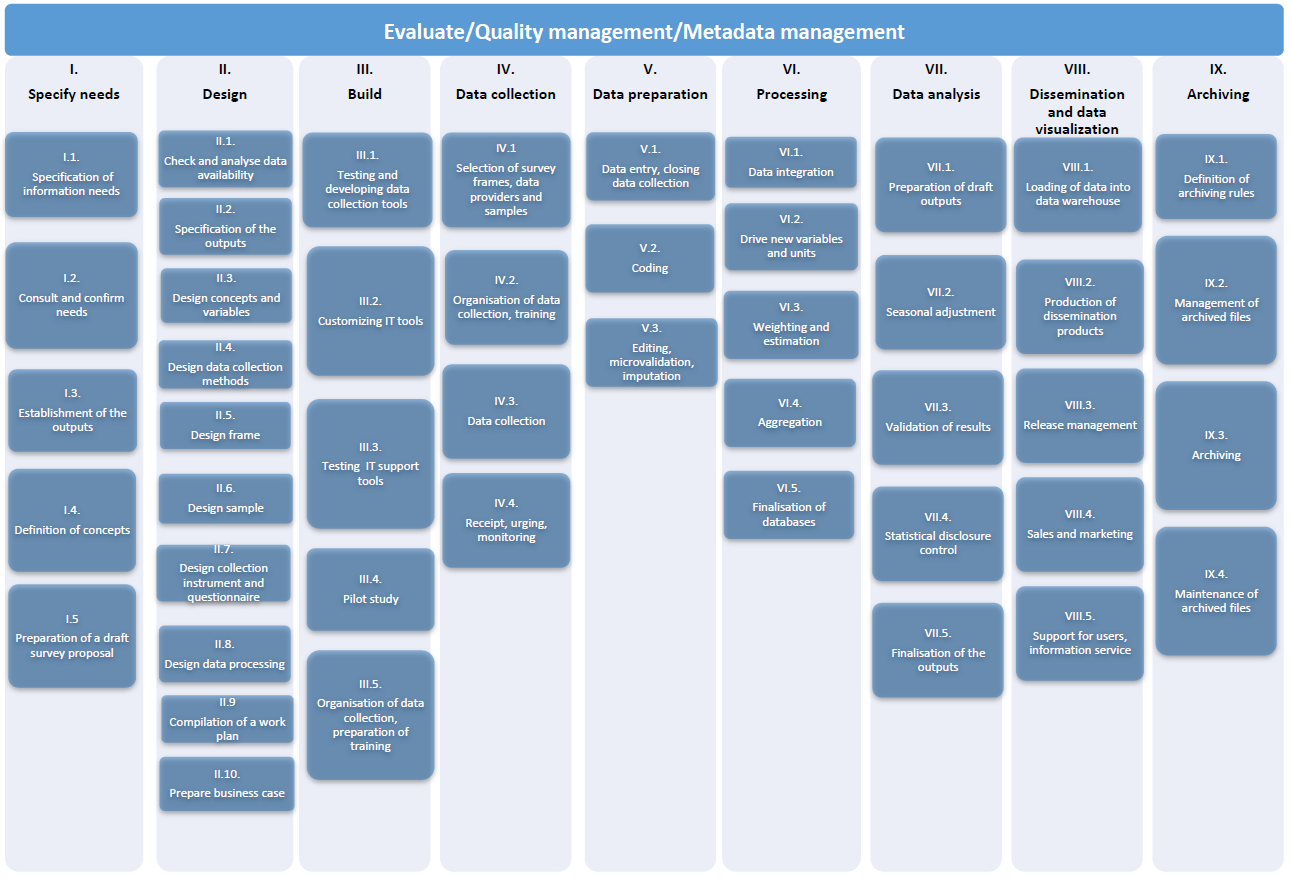 Evaluate/Quality management/Metadata management
I.
Specify needs
I.1.
Specification of
information needs
I.2.
Consult and confirm
needs
I.3.
Establishment of the
outputs
I.4.
Definition of concepts
I.5
Preparation of a draft
survey proposal
II.
Design
II.1.
Check and analyse data
availability
II.2.
Specification of the
outputs
II.3.
Design concepts and
variables
II.4.
Design data collection
methods
II.5.
Design frame
II.6.
Design sample
II.7.
Design collection
instrument and
questionnaire
II.8.
Design data processing
II.9
Compilation of a work
plan
II.10.
Prepare business case
III.
Build
III.1.
Testing and
developing data
collection tools
III.2.
Customizing IT tools
III.3.
Testing IT support
tools
III.4.
Pilot study
III.5.
Organisation of data
collection,
preparation of
training
IV.
Data collection
IV.1
Selection of survey
frames, data
providers and
samples
IV.2.
Organisation of data
collection, training
IV.3.
Data collection
IV.4.
Receipt, urging,
monitoring
V.
Data preparation
V.1.
Data entry, closing
data collection
V.2.
Coding
V.3.
Editing,
microvalidation,
imputation
VI.
Processing
VI.1.
Data integration
VI.2.
Drive new variables
and units
VI.3.
Weighting and
estimation
VI.4.
Aggregation
VI.5.
Finalisation of
databases
VII.
Data analysis
VII.1.
Preparation of draft
outputs
VII.2.
Seasonal adjustment
VII.3.
Validation of results
VII.4.
Statistical disclosure
control
VII.5.
Finalisation of the
outputs
VIII.
Dissemination
and data
visualization
VIII.1.
Loading of data into
data warehouse
VIII.2.
Production of
dissemination
products
VIII.3.
Release management
VIII.4.
Sales and marketing
VIII.5.
Support for users,
information service
IX.
Archiving
IX.1.
Definition of
archiving rules
IX.2.
Management of
archived files
IX.3.
Archiving
IX.4.
Maintenance of
archived files